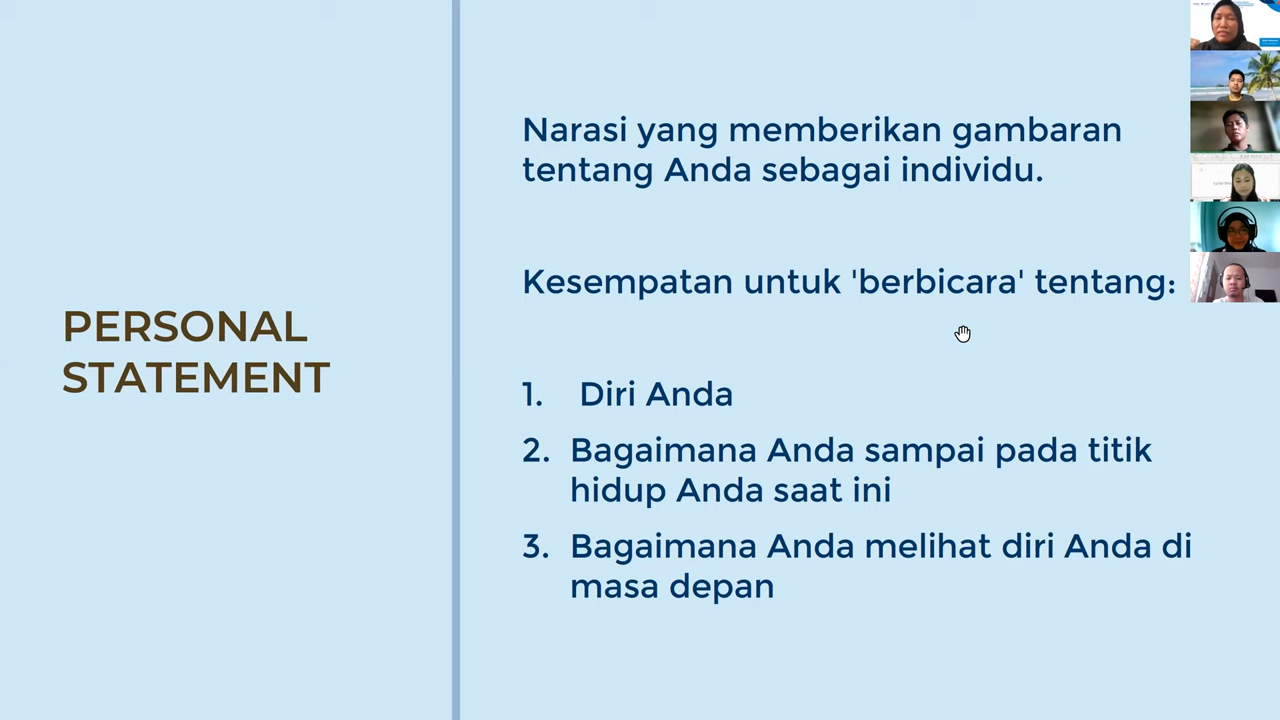 PERSONAL
STATEMENT
Narasi yang memberikan gambaran
tentang Anda sebagai individu.
Kesempatan untuk 'berbicara' tentang:
1. Diri Anda
2. Bagaimana Anda sampai pada titik
hidup Anda saat ini
3. Bagaimana Anda melihat diri Anda di
masa depan